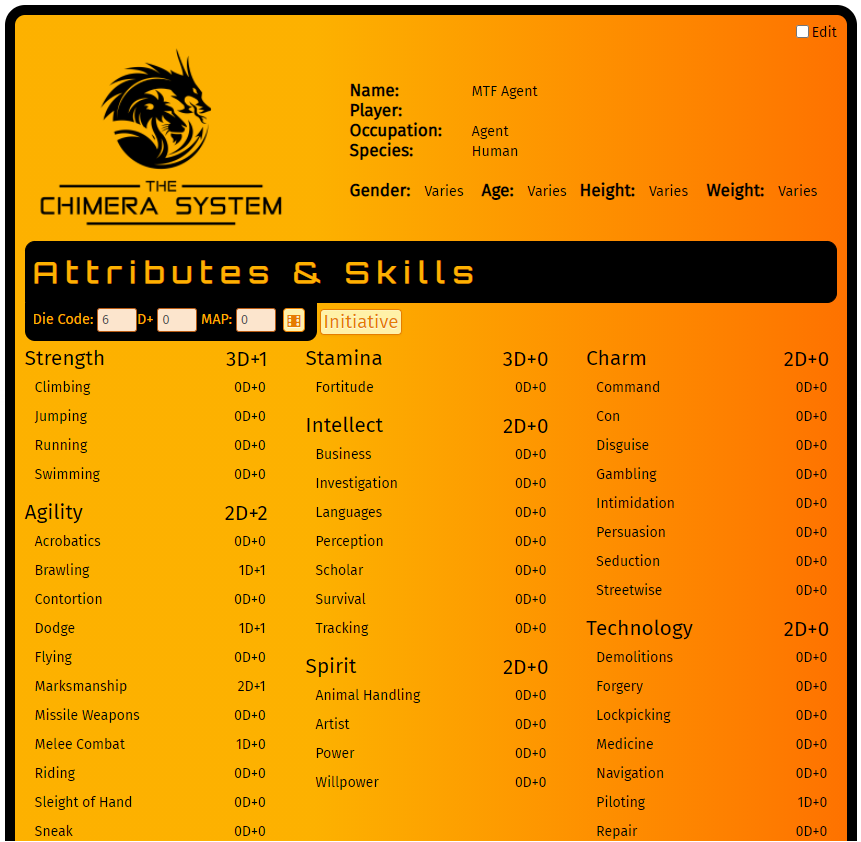 Edit
THE
CHIMERA SYSTEM
Name: MTF Agent
Player:
Occupation: Agent
Species: Human
Gender: Varies Age: Varies Height: Varies Weight: Varies
Attributes & Skills
Die Code: 6 D+ 0 MAP: 0 Initiative
Strength 3D+1
Climbing 0D+0
Jumping 0D+0
Running 0D+0
Swimming 0D+0
Agility 2D+2
Acrobatics 0D+0
Brawling 1D+1
Contortion 0D+0
Dodge 1D+1
Flying 0D+0
Marksmanship 2D+1
Missile Weapons 0D+0
Melee Combat 1D+0
Riding 0D+0
Sleight of Hand 0D+0
Sneak 0D+0
Stamina 3D+0
Fortitude 0D+0
Intellect 2D+0
Business 0D+0
Investigation 0D+0
Languages 0D+0
Perception 0D+0
Scholar 0D+0
Survival 0D+0
Tracking 0D+0
Spirit 2D+0
Animal Handling 0D+0
Artist 0D+0
Power 0D+0
Willpower 0D+0
Charm 2D+0
Command 0D+0
Con 0D+0
Disguise 0D+0
Gambling 0D+0
Intimidation 0D+0
Persuasion 0D+0
Seduction 0D+0
Streetwise 0D+0
Technology 2D+0
Demolitions 0D+0
Forgery 0D+0
Lockpicking 0D+0
Medicine 0D+0
Navigation 0D+0
Piloting 1D+0
Repair 0D+0